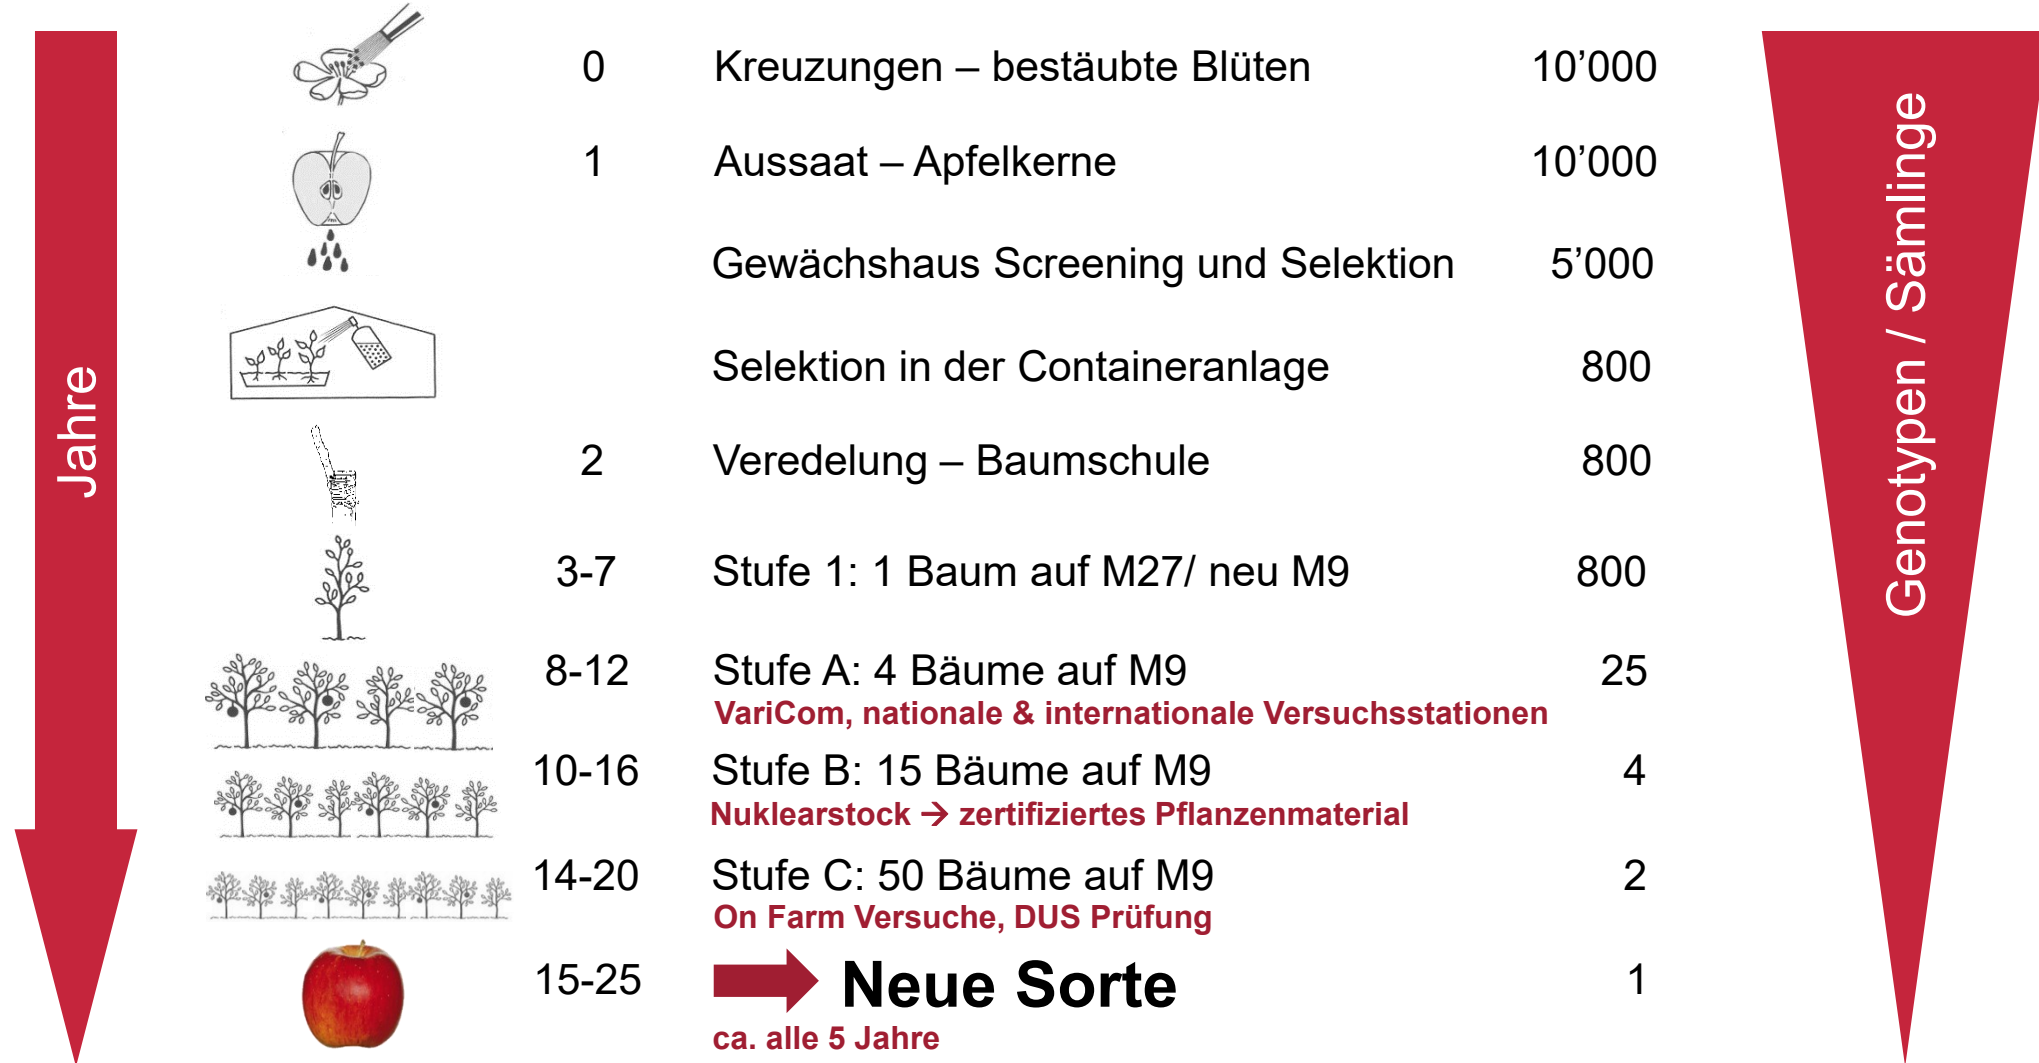 Jahre
0 Kreuzungen – bestäubte Blüten 10’000
1 Aussaat – Apfelkerne 10’000
Gewächshaus Screening und Selektion 5’000
Selektion in der Containeranlage 800
2 Veredelung – Baumschule 800
3-7 Stufe 1: 1 Baum auf M27/ neu M9 800
8-12 Stufe A: 4 Bäume auf M9 25
VariCom, nationale & internationale Versuchsstationen
10-16 Stufe B: 15 Bäume auf M9 4
Nuklearstock → zertifiziertes Pflanzenmaterial
14-20 Stufe C: 50 Bäume auf M9 2
On Farm Versuche, DUS Prüfung
15-25 Neue Sorte 1
ca. alle 5 Jahre
Genotypen / Sämlinge